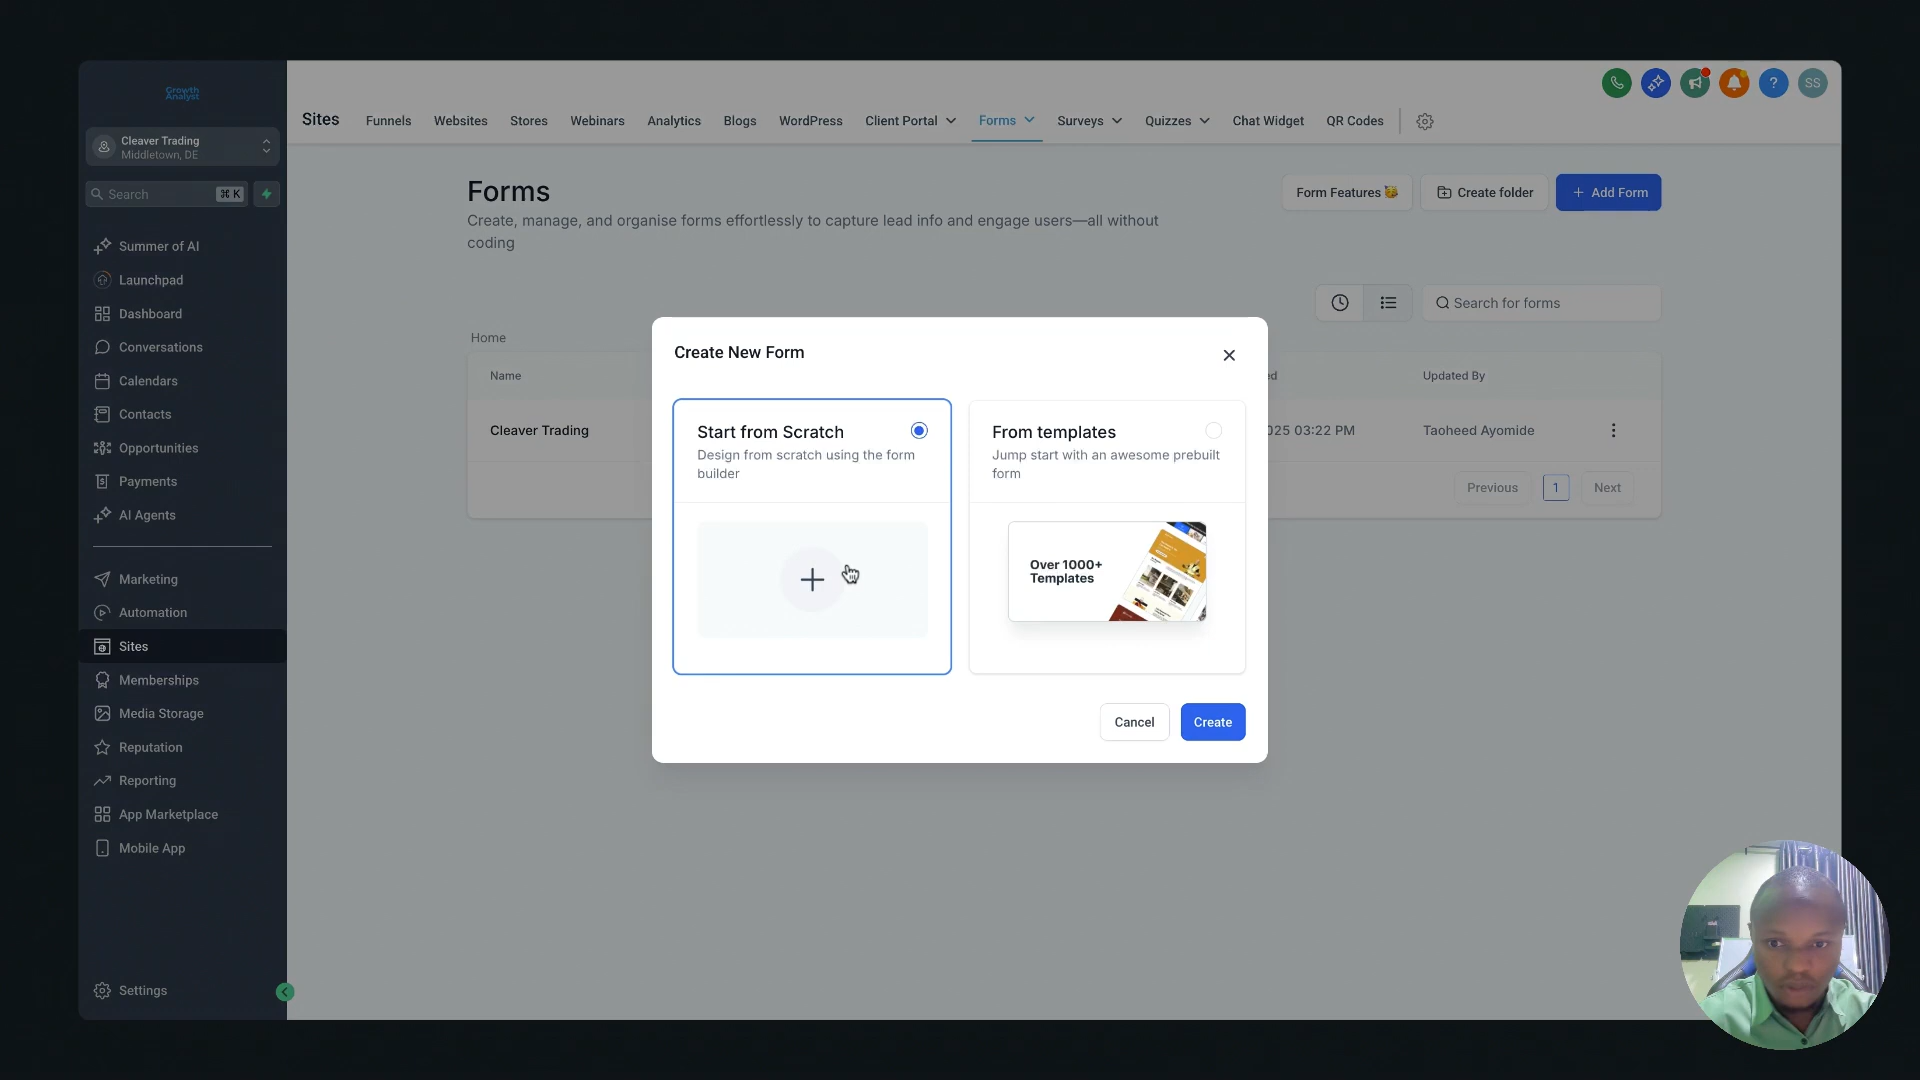 Growth
Analyst
Cleaver Trading
Middletown, DE
Search
⌘ K
Summer of AI
Launchpad
Dashboard
Conversations
Calendars
Contacts
Opportunities
Payments
AI Agents
Marketing
Automation
Sites
Memberships
Media Storage
Reputation
Reporting
App Marketplace
Mobile App
Settings
SS
Sites
Funnels
Websites
Stores
Webinars
Analytics
Blogs
WordPress
Client Portal
Forms
Surveys
Quizzes
Chat Widget
QR Codes
Forms
Create, manage, and organise forms effortlessly to capture lead info and engage users—all without
coding
Form Features 🥳
Create folder
+ Add Form
Search for forms
Home
Name
ed
Updated By
Cleaver Trading
025 03:22 PM
Taoheed Ayomide
Previous
1
Next
Create New Form
Start from Scratch
Design from scratch using the form
builder
From templates
Jump start with an awesome prebuilt
form
Over 1000+
Templates
Cancel
Create